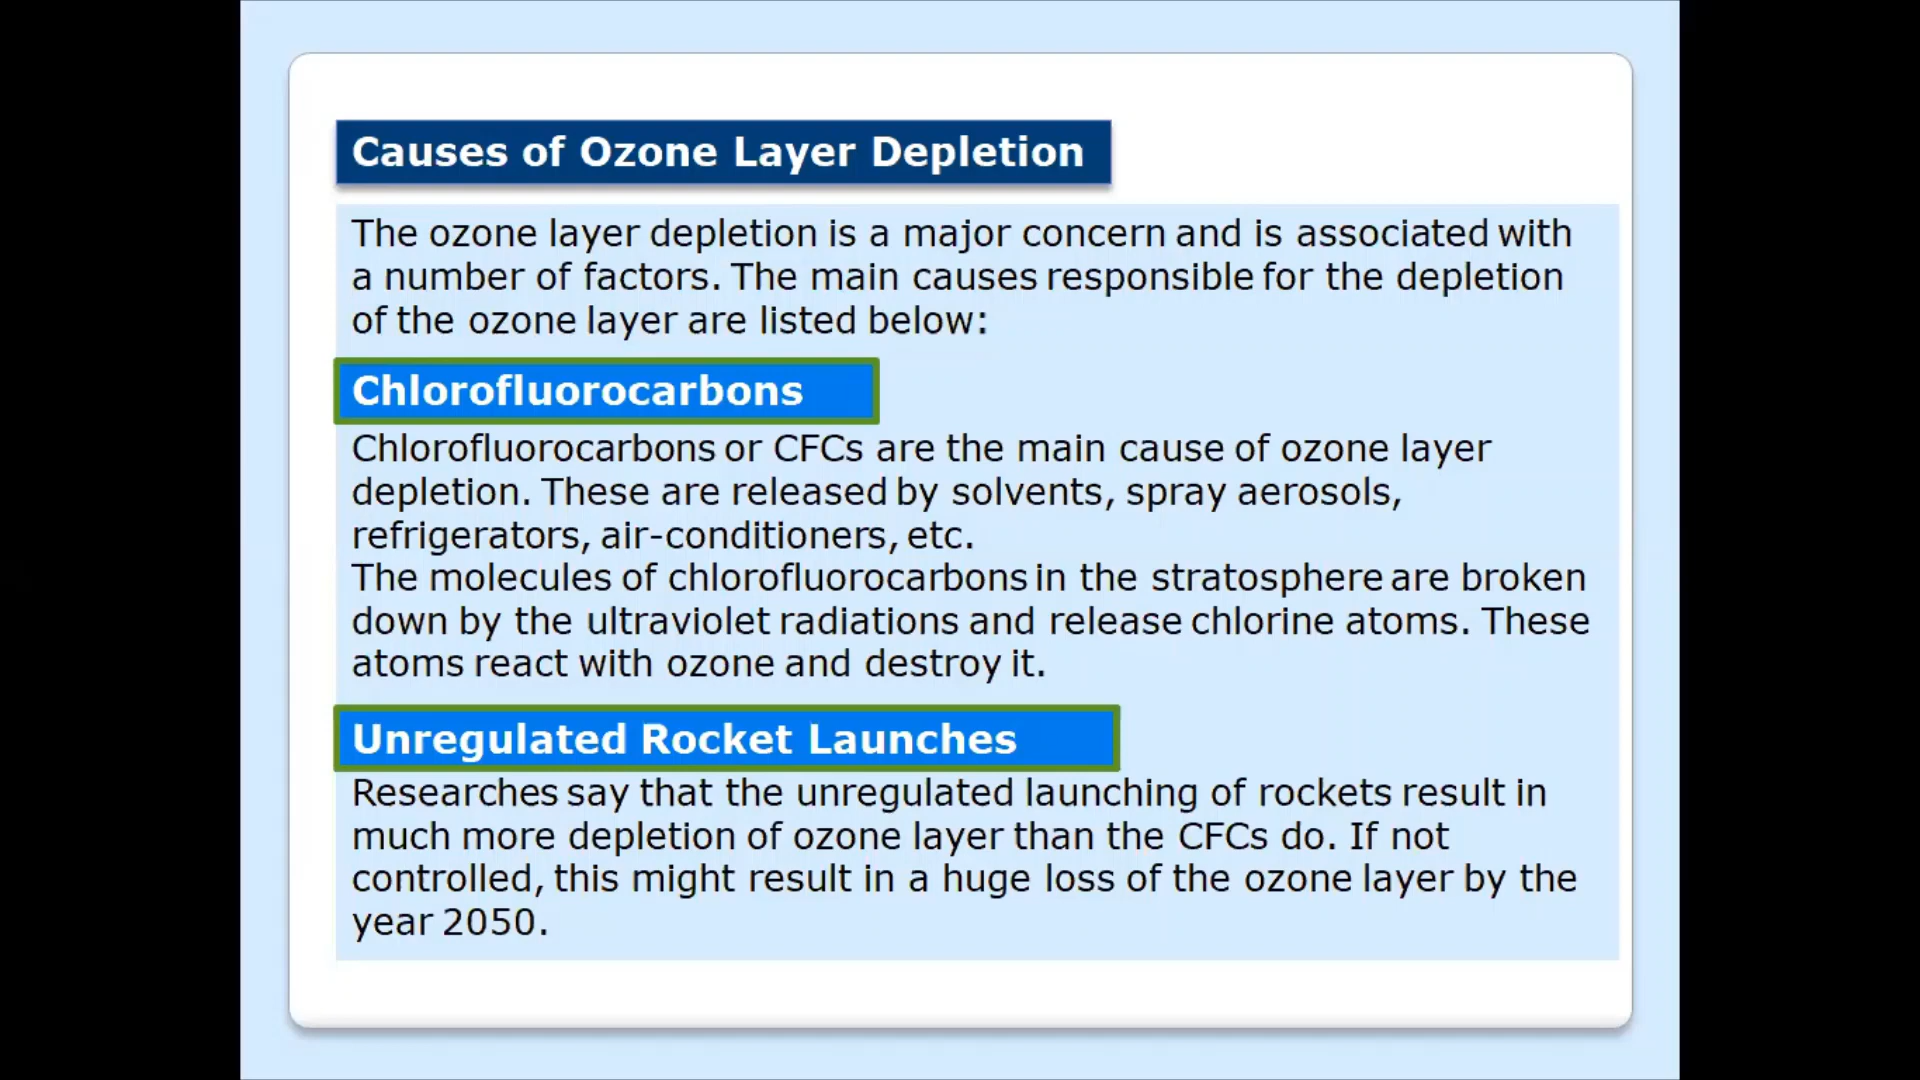 Causes of Ozone Layer Depletion
The ozone layer depletion is a major concern and is associated with
a number of factors. The main causes responsible for the depletion
of the ozone layer are listed below:
Chlorofluorocarbons
Chlorofluorocarbons or CFCs are the main cause of ozone layer
depletion. These are released by solvents, spray aerosols,
refrigerators, air-conditioners, etc.
The molecules of chlorofluorocarbons in the stratosphere are broken
down by the ultraviolet radiations and release chlorine atoms. These
atoms react with ozone and destroy it.
Unregulated Rocket Launches
Researches say that the unregulated launching of rockets result in
much more depletion of ozone layer than the CFCs do. If not
controlled, this might result in a huge loss of the ozone layer by the
year 2050.